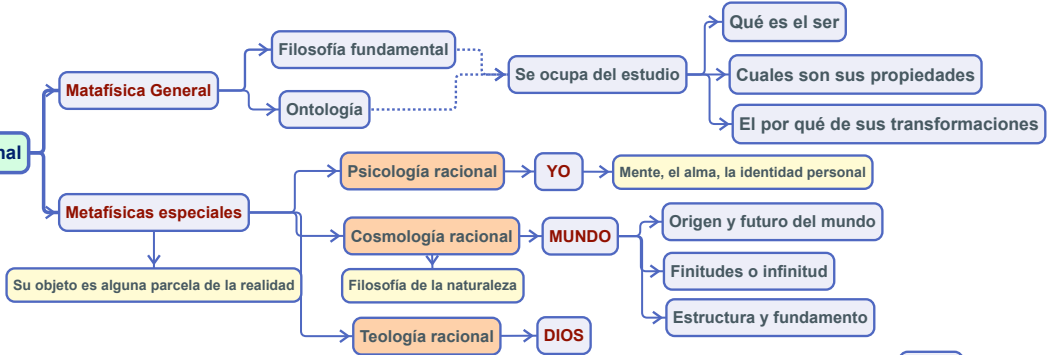 Qué es el ser
Filosofía fundamental
Se ocupa del estudio
Cuales son sus propiedades
Matafísica General
Ontología
El por qué de sus transformaciones
nal
Psicología racional
YO
Mente, el alma, la identidad personal
Metafísicas especiales
Origen y futuro del mundo
Cosmología racional
MUNDO
Su objeto es alguna parcela de la realidad
Filosofía de la naturaleza
Finitudes o infinitud
Estructura y fundamento
Teología racional
DIOS